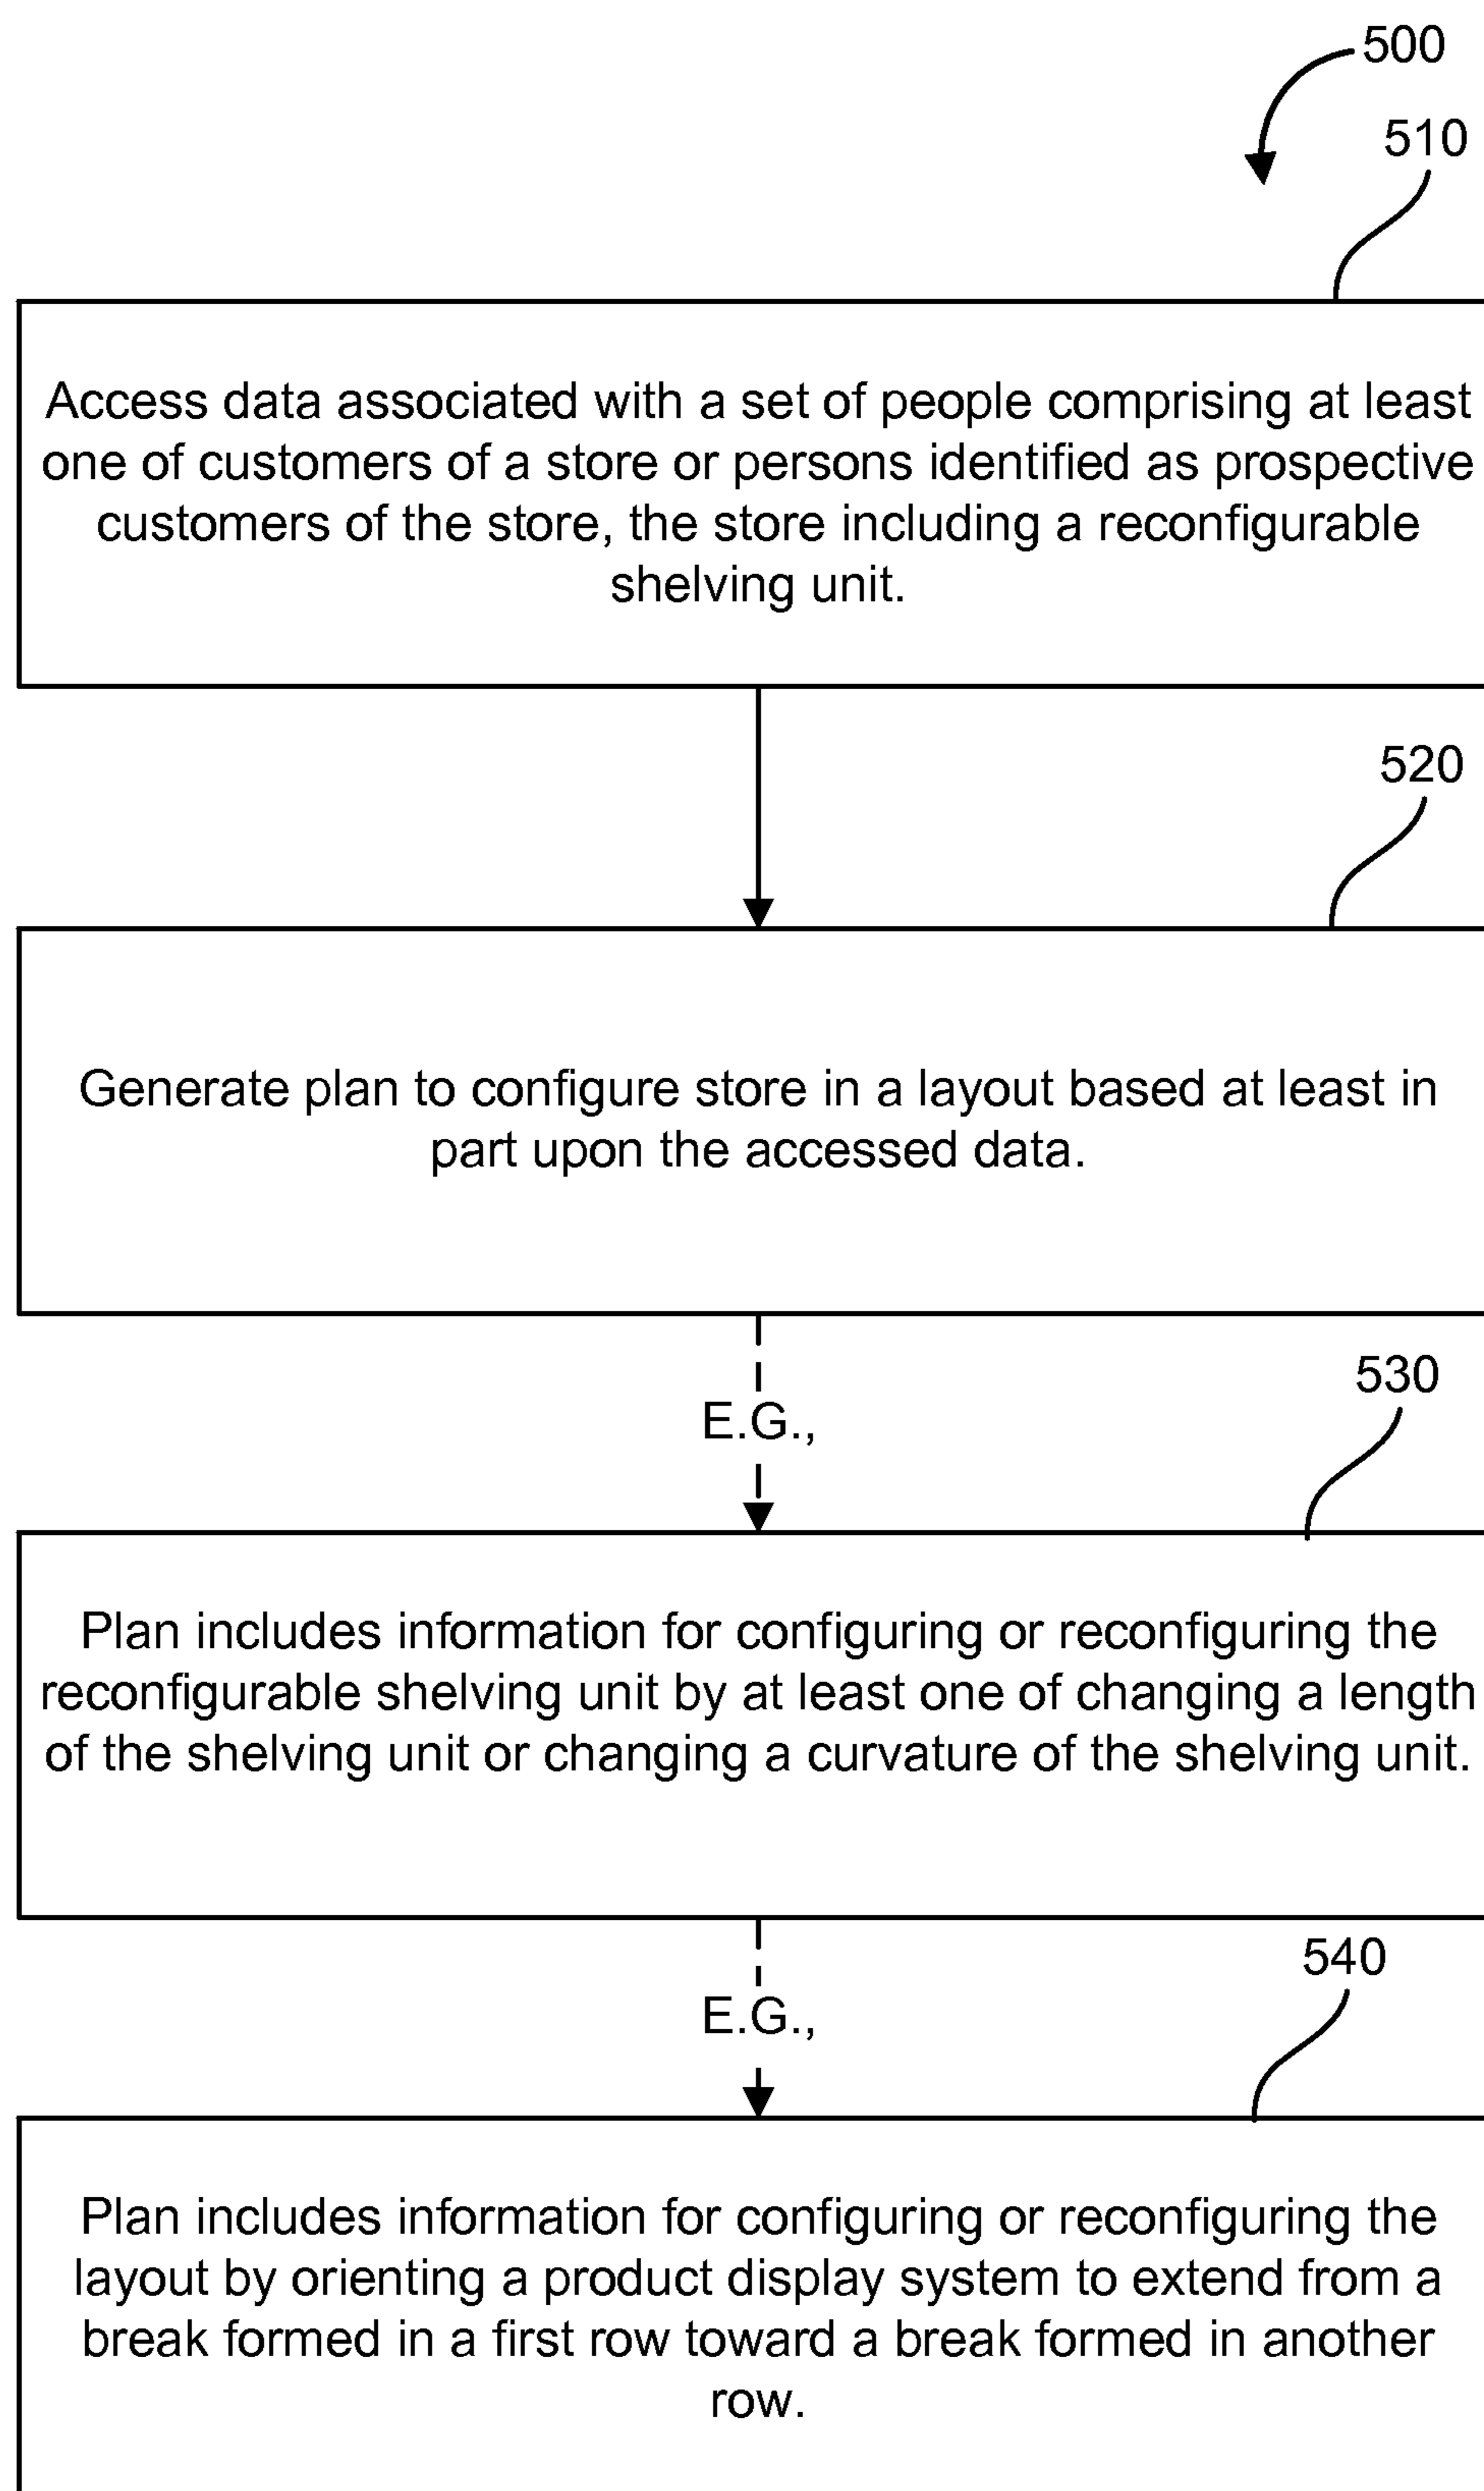 500
510
Access data associated with a set of people comprising at least
one of customers of a store or persons identified as prospective
customers of the store, the store including a reconfigurable
shelving unit.
520
Generate plan to configure store in a layout based at least in
part upon the accessed data.
E.G.,
530
Plan includes information for configuring or reconfiguring the
reconfigurable shelving unit by at least one of changing a length
of the shelving unit or changing a curvature of the shelving unit.
540
E.G.,
Plan includes information for configuring or reconfiguring the
layout by orienting a product display system to extend from a
break formed in a first row toward a break formed in another
row.